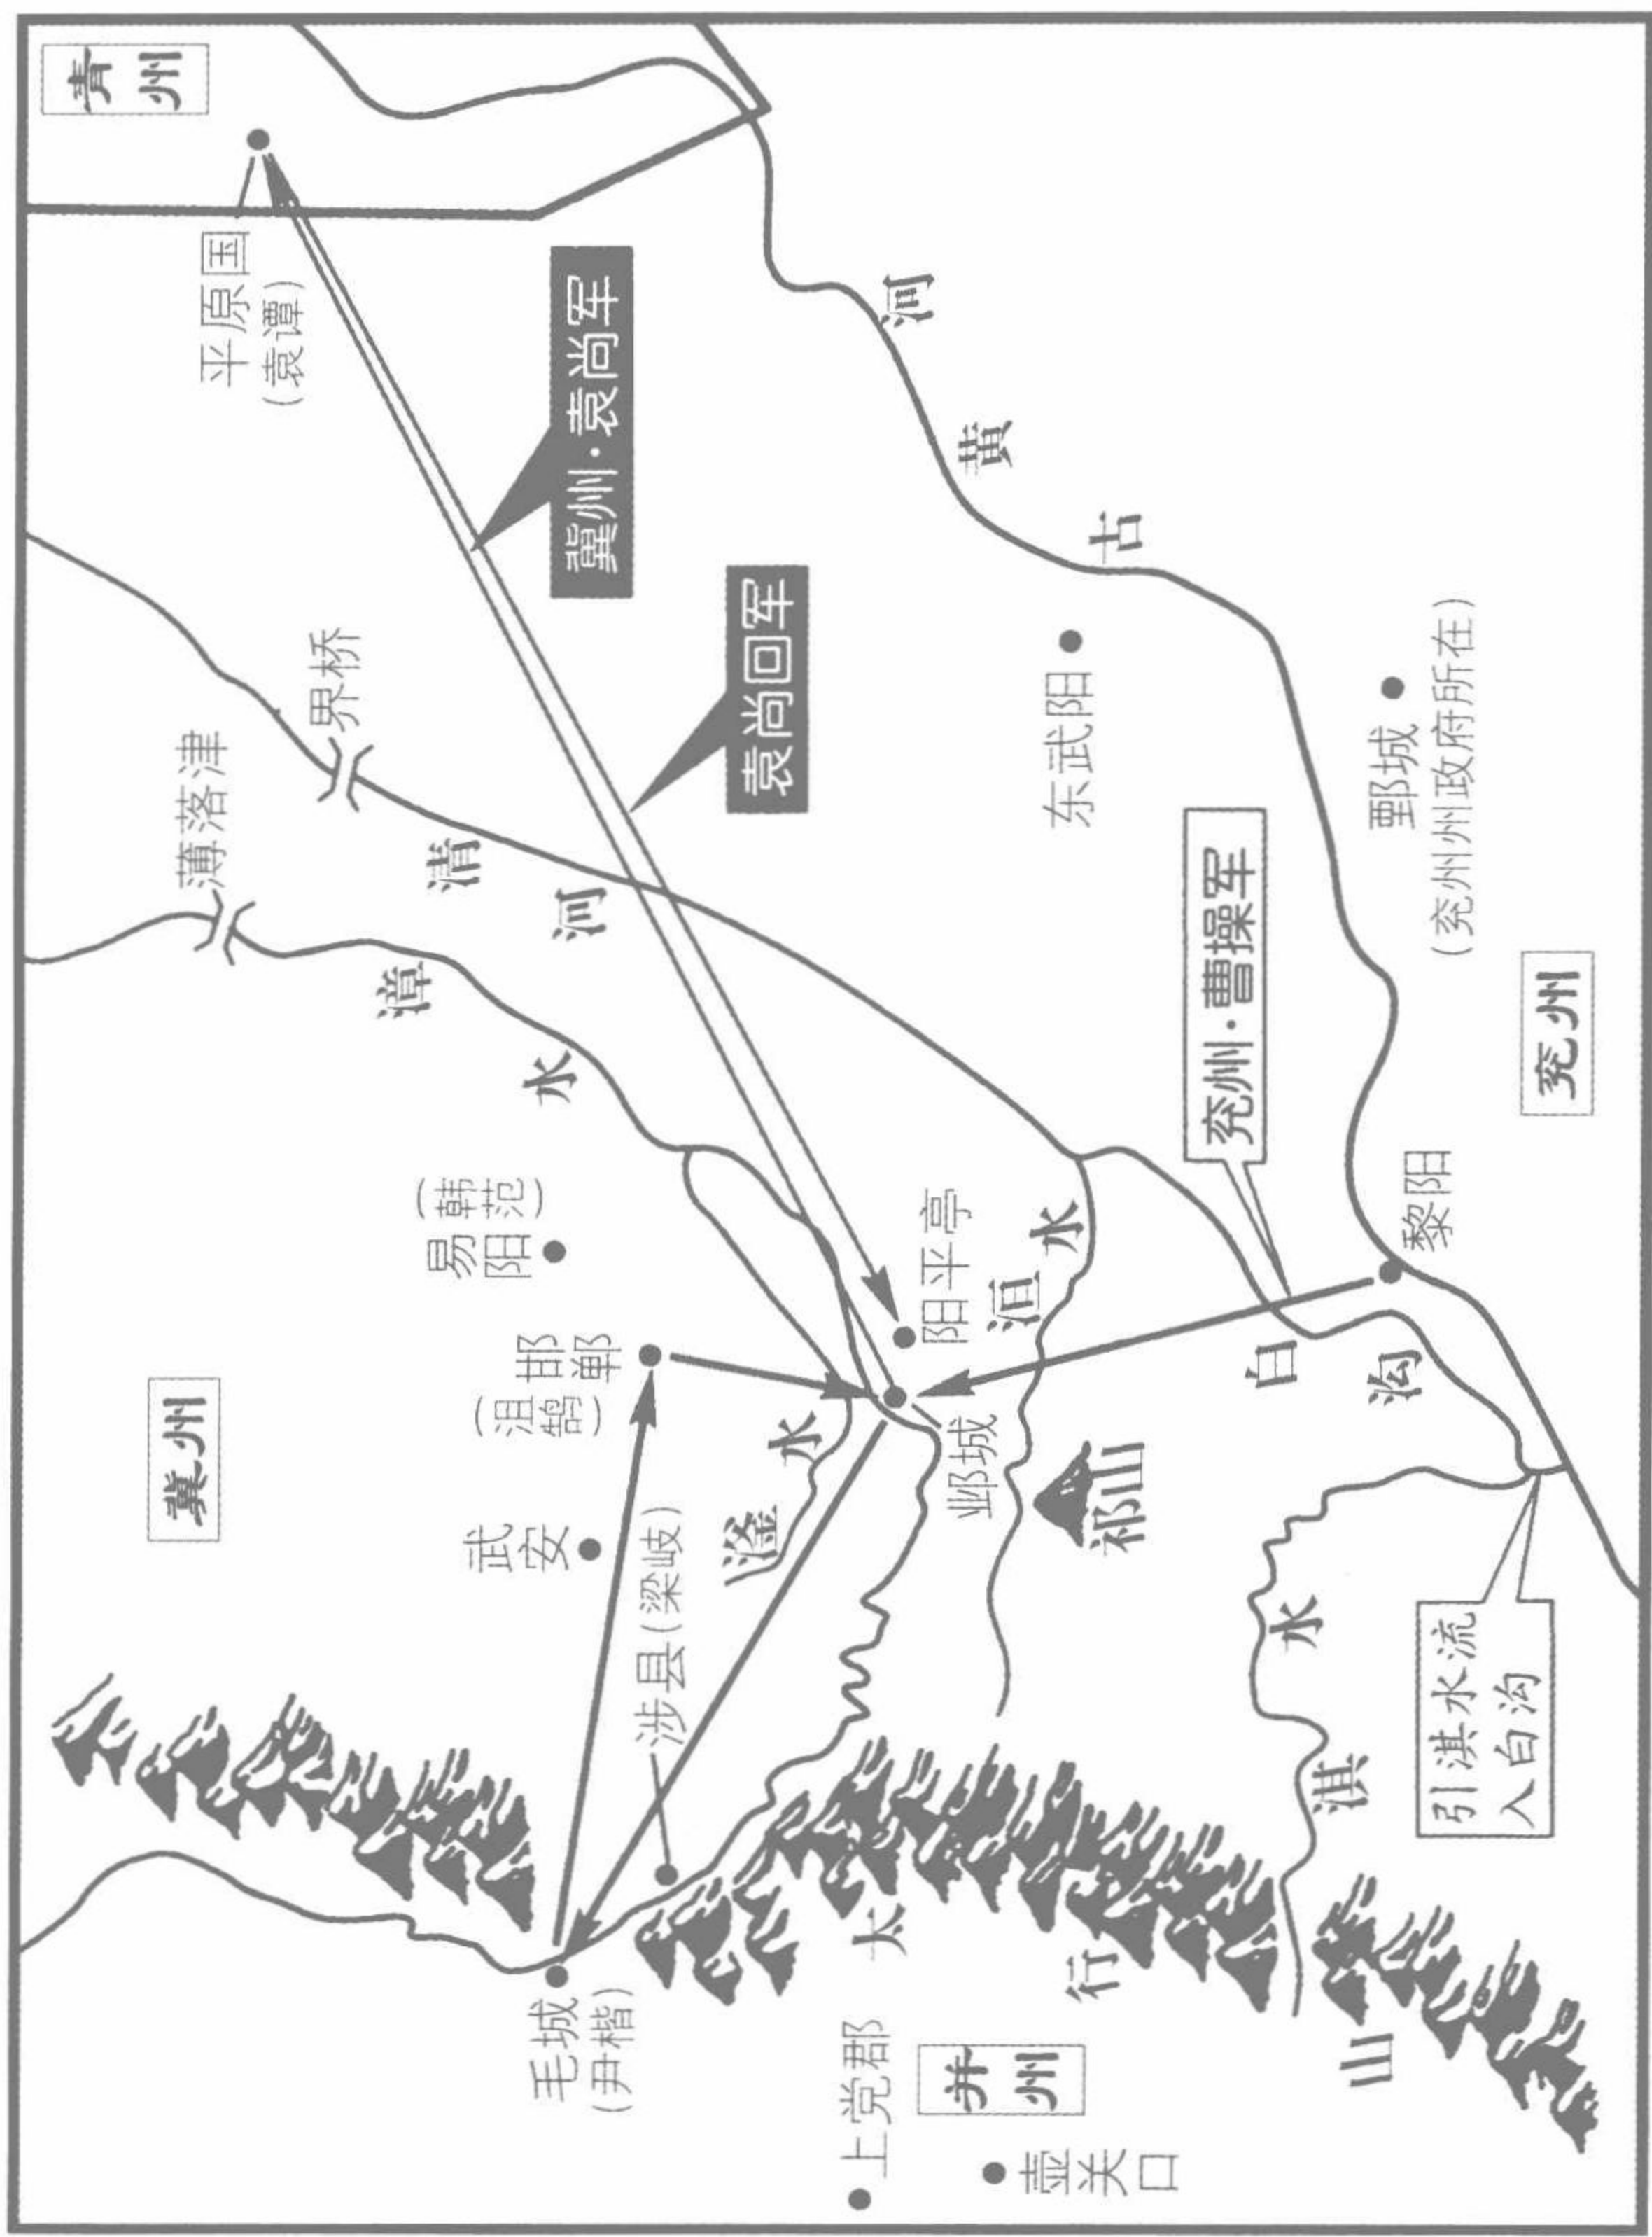 青州
平原国
(袁谭)
冀州·袁尚军
袁尚回军
界桥
薄落津
清河
漳水
古黄河
东武阳
鄄城
(兖州州政府所在)
兖州·曹操军
兖州
黎阳
易阳
(韩范)
邯郸
(沮鹄)
阳平亭
洹水
白沟
冀州
武安
滏水
邺城
祁山
涉县(梁岐)
淇水
引淇水流
入白沟
毛城
(尹楷)
太行山
上党郡
并州
壶关口